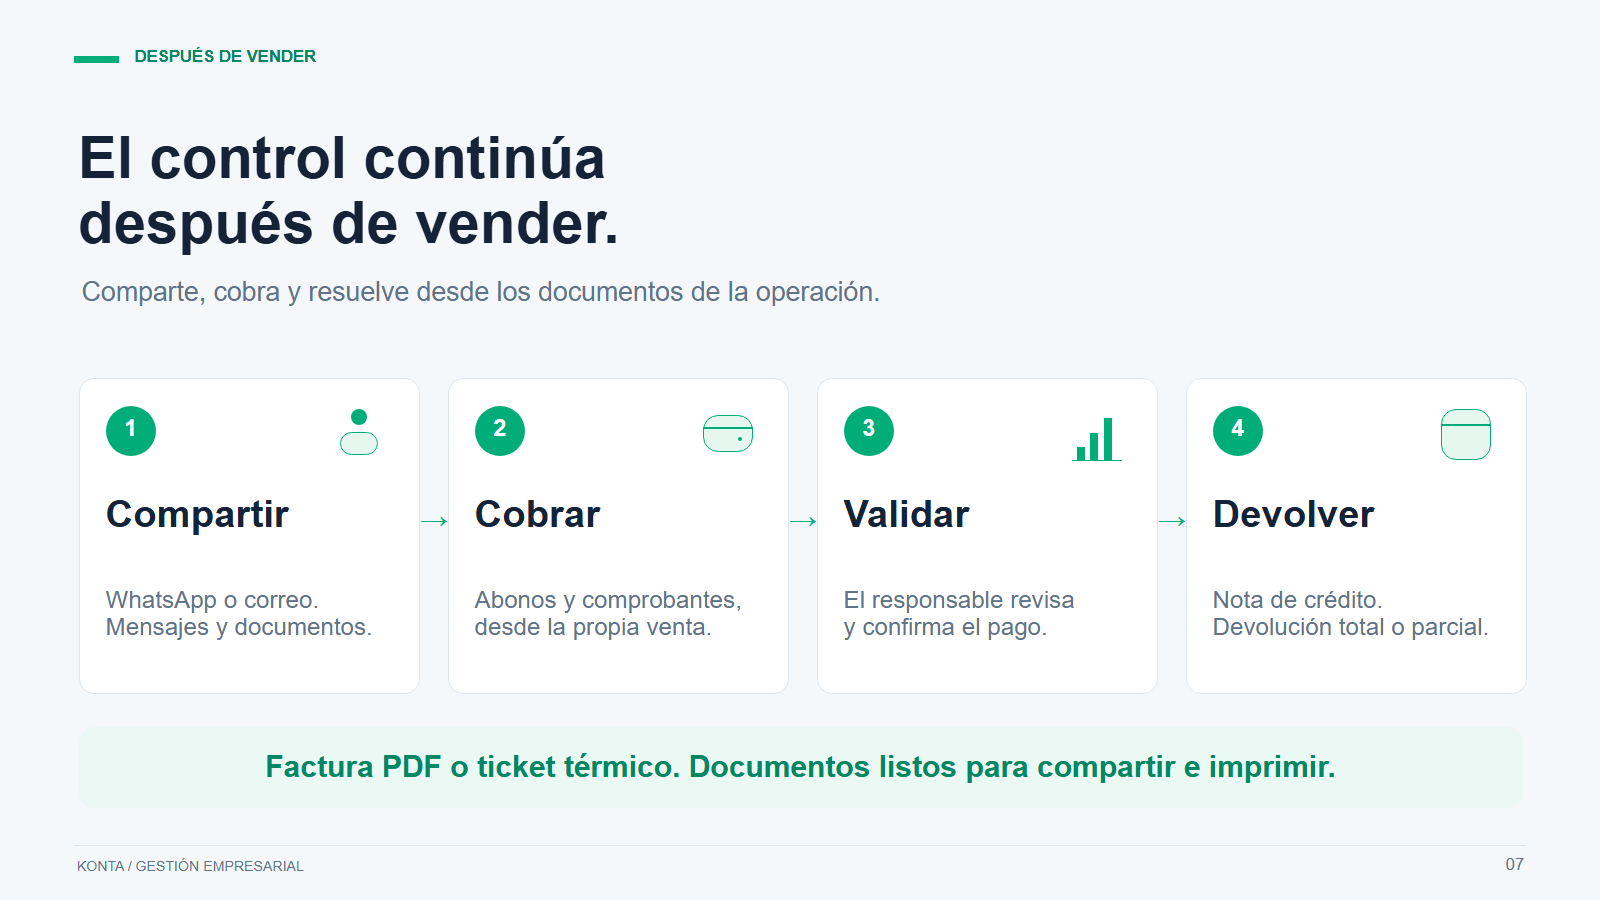 DESPUÉS DE VENDER
El control continúa
después de vender.
Comparte, cobra y resuelve desde los documentos de la operación.
1
Compartir
WhatsApp o correo.
Mensajes y documentos.
→
2
Cobrar
Abonos y comprobantes,
desde la propia venta.
→
3
Validar
El responsable revisa
y confirma el pago.
→
4
Devolver
Nota de crédito.
Devolución total o parcial.
Factura PDF o ticket térmico. Documentos listos para compartir e imprimir.
KONTA / GESTIÓN EMPRESARIAL
07